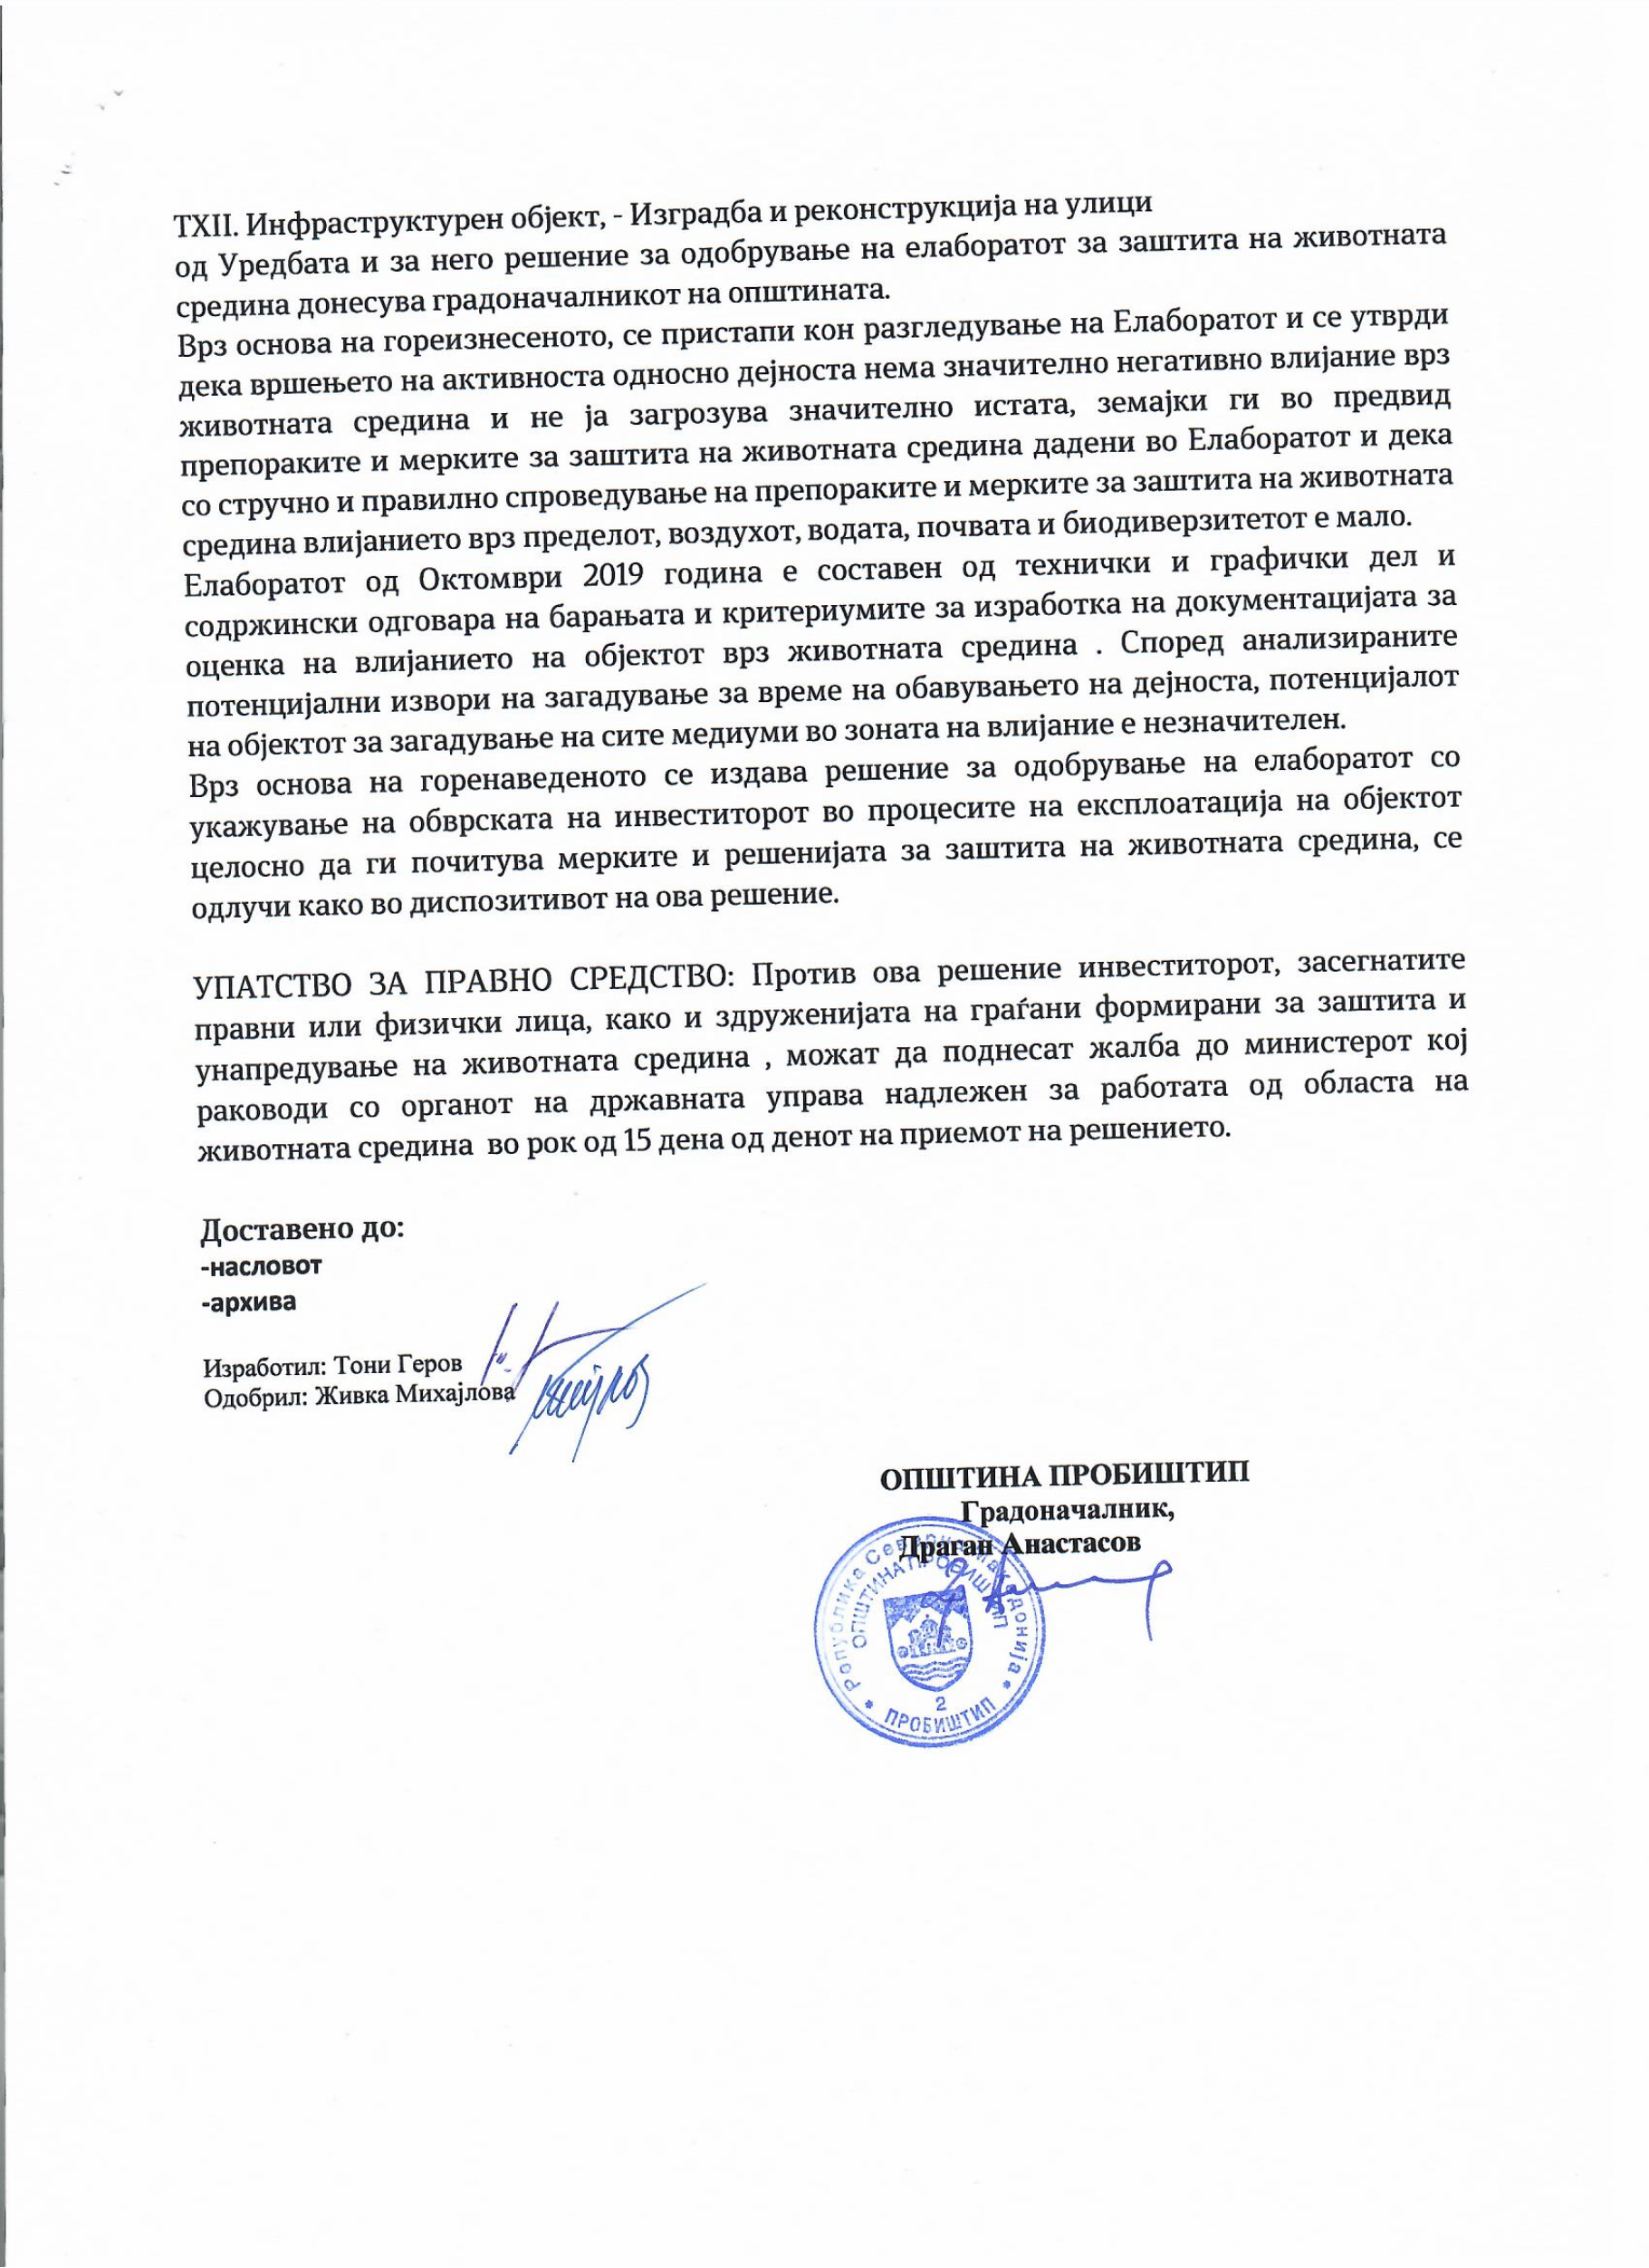 ТXII. Инфраструктурен објект, - Изградба и реконструкција на улици
од Уредбата и за него решение за одобрување на елаборатот за заштита на животната
средина донесува градоначалникот на општината.
Врз основа на гореизнесеното, се пристапи кон разгледување на Елаборатот и се утврди
дека вршењето на активноста односно дејноста нема значително негативно влијание врз
животната средина и не ја загрозува значително истата, земајки ги во предвид
препораките и мерките за заштита на животната средина дадени во Елаборатот и дека
со стручно и правилно спроведување на препораките и мерките за заштита на животната
средина влијанието врз пределот, воздухот, водата, почвата и биодиверзитетот е мало.
Елаборатот од Октомври 2019 година е составен од технички и графички дел и
содржински одговара на барањата и критериумите за изработка на документацијата за
оценка на влијанието на објектот врз животната средина . Според анализираните
потенцијални извори на загадување за време на обавувањето на дејноста, потенцијалот
на објектот за загадување на сите медиуми во зоната на влијание е незначителен.
Врз основа на горенаведеното се издава решение за одобрување на елаборатот со
укажување на обврската на инвеститорот во процесите на експлоатација на објектот
целосно да ги почитува мерките и решенијата за заштита на животната средина, се
одлучи како во диспозитивот на ова решение.
УПАТСТВО ЗА ПРАВНО СРЕДСТВО: Против ова решение инвеститорот, засегнатите
правни или физички лица, како и здруженијата на граѓани формирани за заштита и
унапредување на животната средина , можат да поднесат жалба до министерот кој
раководи со органот на државната управа надлежен за работата од областа на
животната средина во рок од 15 дена од денот на приемот на решението.
Доставено до:
-насловот
-архива
Изработил: Тони Геров
Одобрил: Живка Михајлова
ОПШТИНА ПРОБИШТИП
Градоначалник,
Драган Анастасов
Република Северна Македонија
ОПШТИНА ПРОБИШТИП
2
ПРОБИШТИП